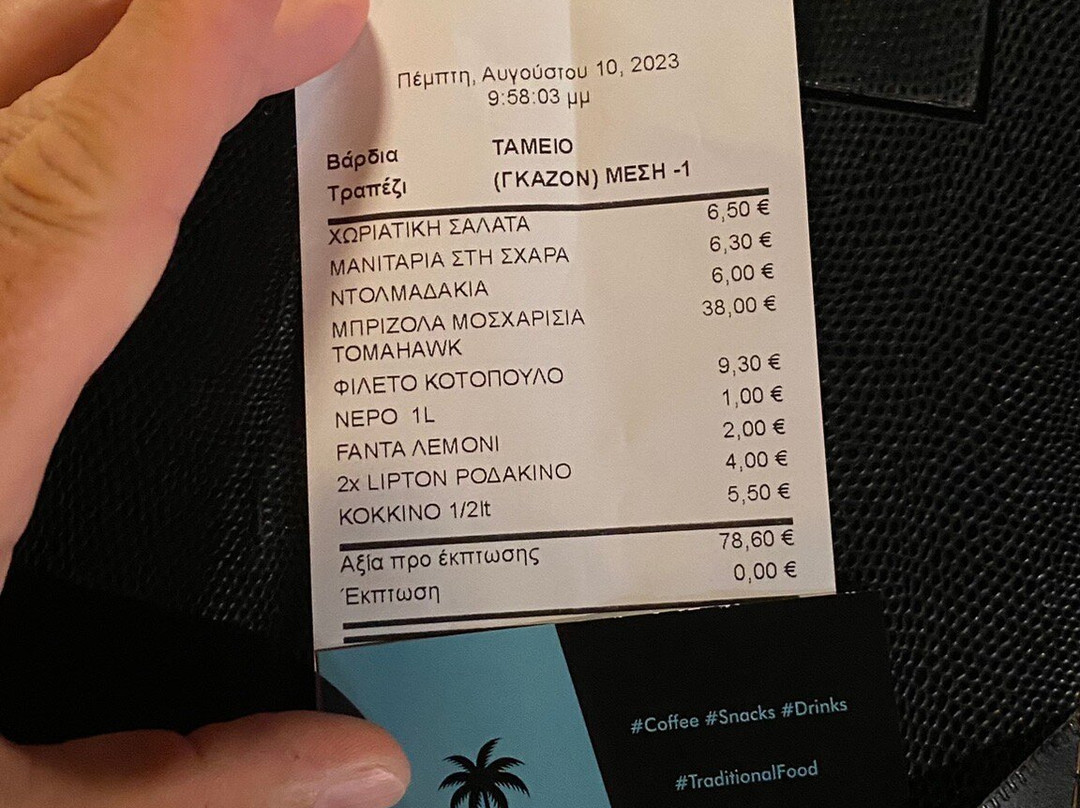 Πέμπτη, Αυγούστου 10, 2023
9:58:03 μμ
Βάρδια ΤΑΜΕΙΟ
Τραπέζι (ΓΚΑΖΟΝ) ΜΕΣΗ -1
ΧΩΡΙΑΤΙΚΗ ΣΑΛΑΤΑ 6,50 €
ΜΑΝΙΤΑΡΙΑ ΣΤΗ ΣΧΑΡΑ 6,30 €
ΝΤΟΛΜΑΔΑΚΙΑ 6,00 €
ΜΠΡΙΖΟΛΑ ΜΟΣΧΑΡΙΣΙΑ 38,00 €
TOMAHAWK
ΦΙΛΕΤΟ ΚΟΤΟΠΟΥΛΟ 9,30 €
ΝΕΡΟ 1L 1,00 €
FANTA ΛΕΜΟΝΙ 2,00 €
2x LIPTON ΡΟΔΑΚΙΝΟ 4,00 €
ΚΟΚΚΙΝΟ 1/2lt 5,50 €
Αξία προ έκπτωσης 78,60 €
Έκπτωση 0,00 €
#Coffee #Snacks #Drinks
#TraditionalFood